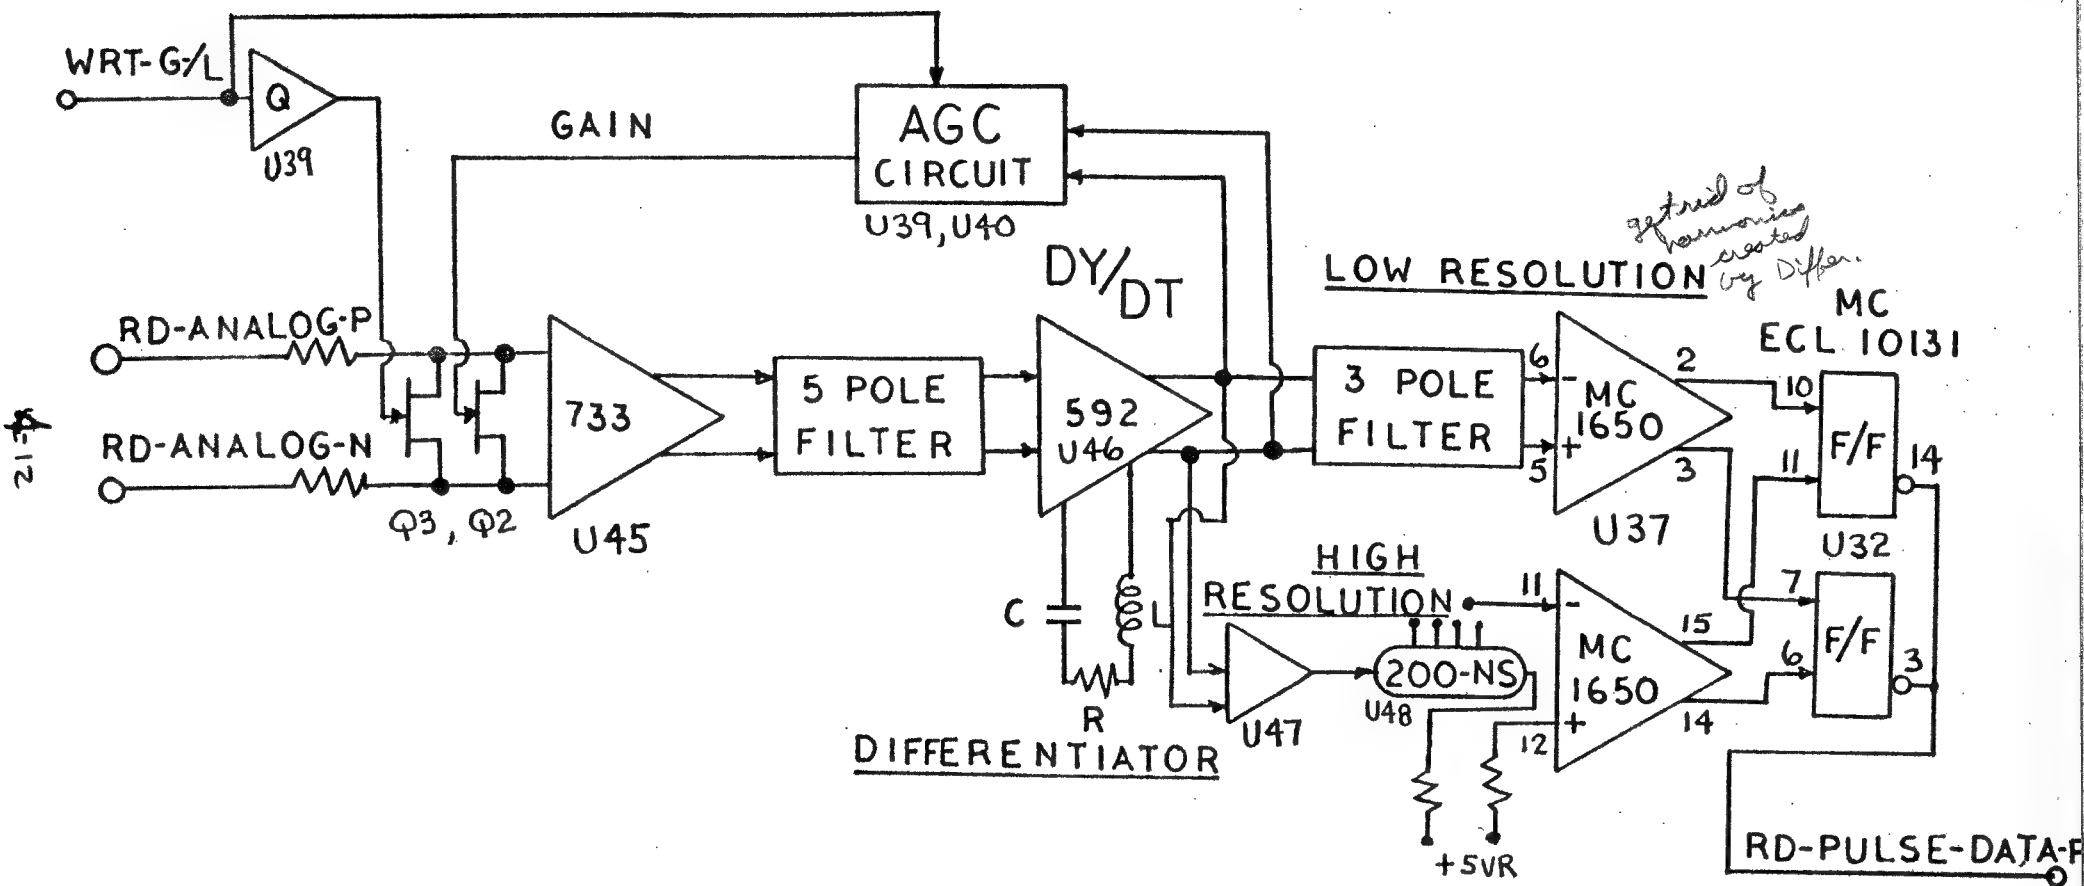 WRT-G-/L
Q
U39
GAIN
AGC
CIRCUIT
U39, U40
DY/DT
get rid of
harmonics
created
by Differ.
LOW RESOLUTION
MC
ECL 10131
RD-ANALOG-P
RD-ANALOG-N
Q3, Q2
733
U45
5 POLE
FILTER
592
U46
3 POLE
FILTER
6
-
5
+
MC
1650
U37
2
3
10
11
F/F
14
U32
C
L
R
DIFFERENTIATOR
HIGH
RESOLUTION
U47
200-NS
U48
11
-
12
+
MC
1650
15
14
7
6
F/F
3
+5VR
RD-PULSE-DATA-P